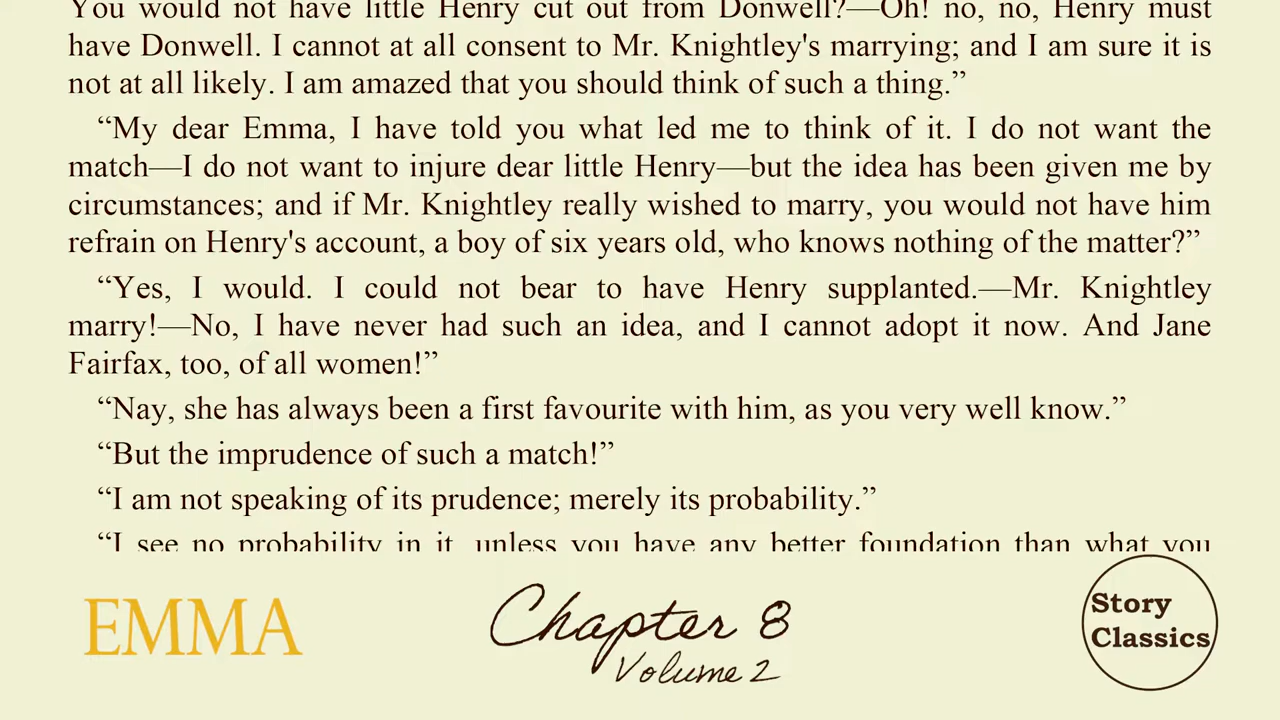 You would not have little Henry cut out from Donwell?—Oh! no, no, Henry must
have Donwell. I cannot at all consent to Mr. Knightley's marrying; and I am sure it is
not at all likely. I am amazed that you should think of such a thing.”
“My dear Emma, I have told you what led me to think of it. I do not want the
match—I do not want to injure dear little Henry—but the idea has been given me by
circumstances; and if Mr. Knightley really wished to marry, you would not have him
refrain on Henry's account, a boy of six years old, who knows nothing of the matter?”
“Yes, I would. I could not bear to have Henry supplanted.—Mr. Knightley
marry!—No, I have never had such an idea, and I cannot adopt it now. And Jane
Fairfax, too, of all women!”
“Nay, she has always been a first favourite with him, as you very well know.”
“But the imprudence of such a match!”
“I am not speaking of its prudence; merely its probability.”
“I see no probability in it, unless you have any better foundation than what you
EMMA
Chapter 8
Volume 2
Story
Classics